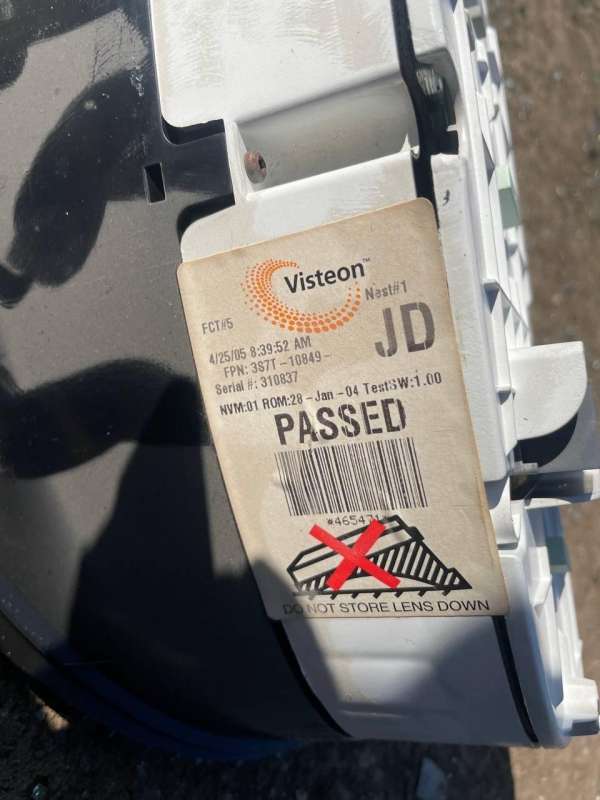 Visteon™
FCT#5
Nest#1
4/25/05 8:39:52 AM
JD
FPN: 3S7T-10849-
Serial #: 310837
NVM:01 ROM:28-Jan-04 TestSW:1.00
PASSED
DO NOT STORE LENS DOWN